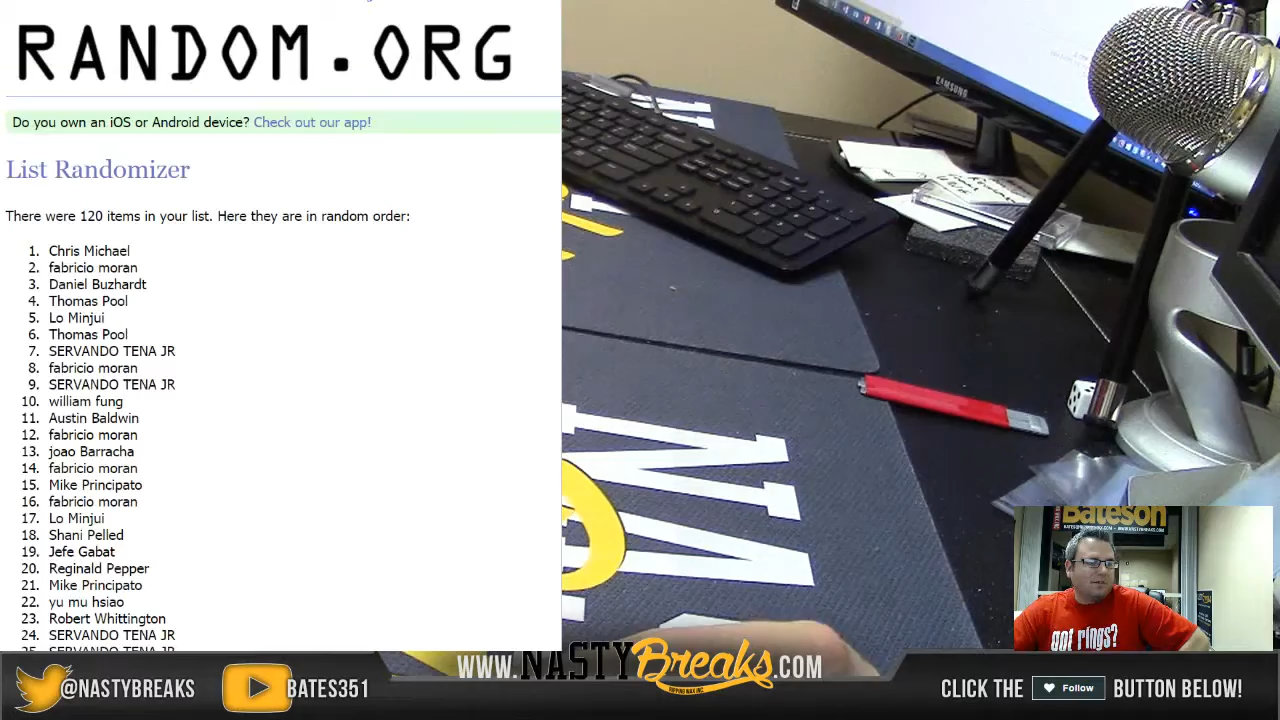 RANDOM.ORG
Do you own an iOS or Android device? Check out our app!
List Randomizer
There were 120 items in your list. Here they are in random order:
1. Chris Michael
2. fabricio moran
3. Daniel Buzhardt
4. Thomas Pool
5. Lo Minjui
6. Thomas Pool
7. SERVANDO TENA JR
8. fabricio moran
9. SERVANDO TENA JR
10. william fung
11. Austin Baldwin
12. fabricio moran
13. joao Barracha
14. fabricio moran
15. Mike Principato
16. fabricio moran
17. Lo Minjui
18. Shani Pelled
19. Jefe Gabat
20. Reginald Pepper
21. Mike Principato
22. yu mu hsiao
23. Robert Whittington
24. SERVANDO TENA JR
25. SERVANDO TENA JR
SAMSUNG
NA
Bateson
got rings?
@NASTYBREAKS
BATES351
WWW.NASTYBreaks.COM
CLICK THE Follow BUTTON BELOW!